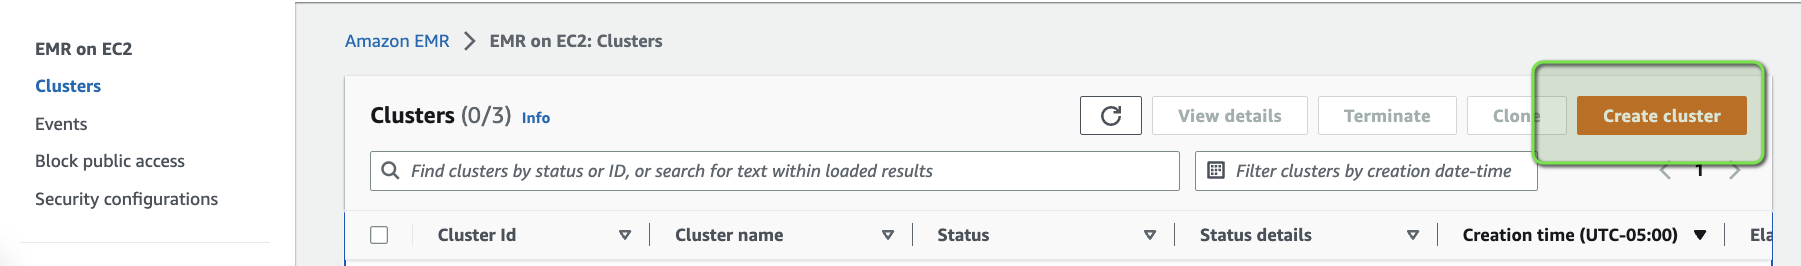 EMR on EC2
Clusters
Events
Block public access
Security configurations
Amazon EMR > EMR on EC2: Clusters
Clusters (0/3) Info
View details
Terminate
Clone
Create cluster
Find clusters by status or ID, or search for text within loaded results
Filter clusters by creation date-time
< 1 >
Cluster Id
Cluster name
Status
Status details
Creation time (UTC-05:00)
Ela